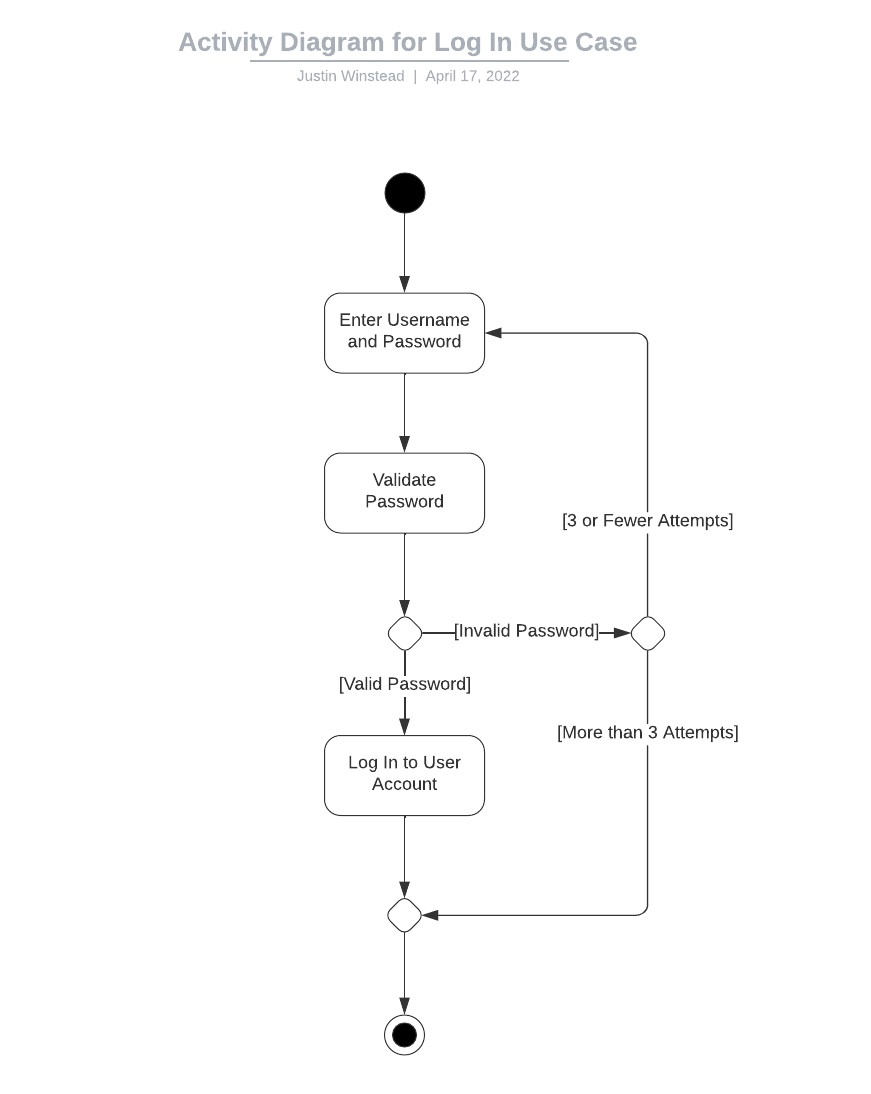 Activity Diagram for Log In Use Case
Justin Winstead | April 17, 2022
Enter Username
and Password
Validate
Password
[3 or Fewer Attempts]
[Invalid Password]
[Valid Password]
[More than 3 Attempts]
Log In to User
Account